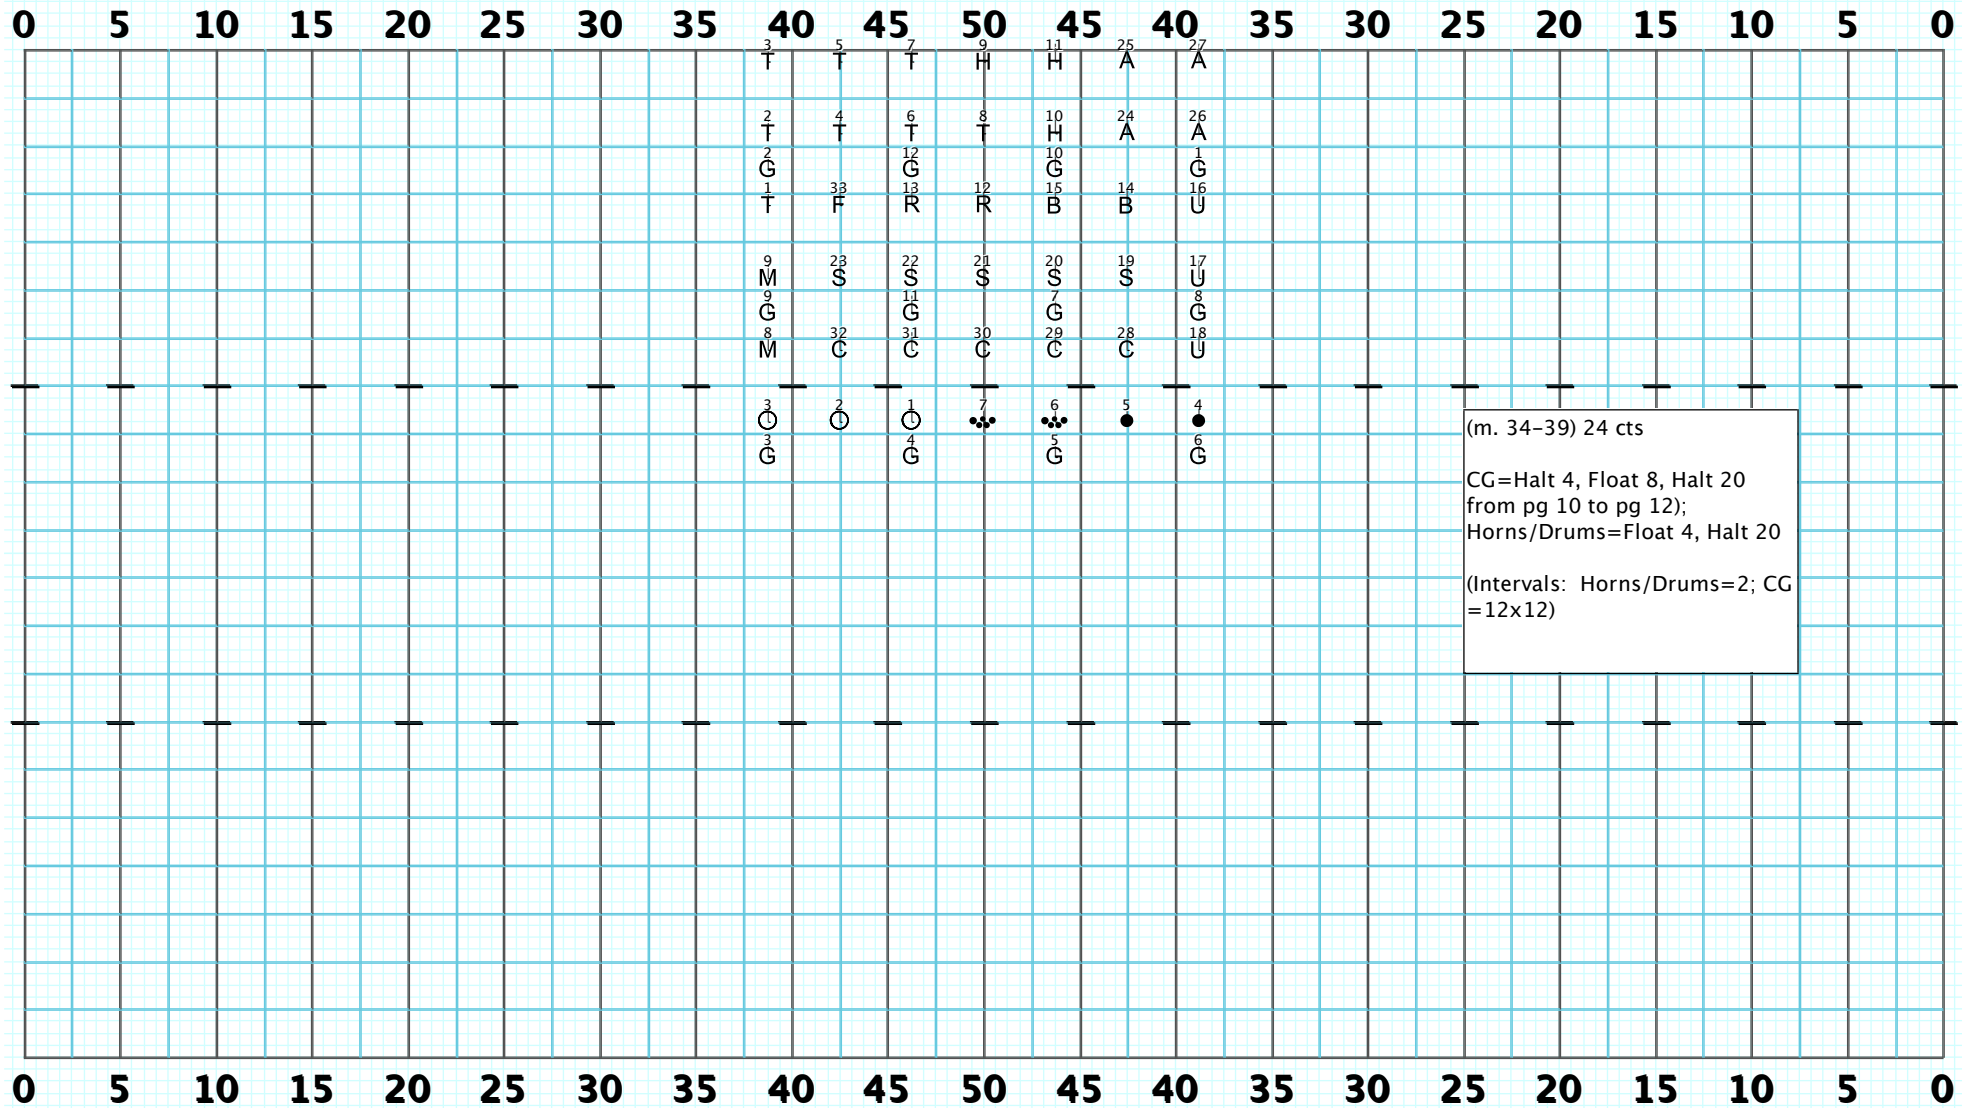 0 5 10 15 20 25 30 35 40 45 50 45 40 35 30 25 20 15 10 5 0
3 5 7 9 11 25 27
T T T H H A A
2 4 6 8 10 24 26
T T T T H A A
2 12 10 1
G G G G
1 33 13 12 15 14 16
T F R R B B U
9 23 22 21 20 19 17
M S S S S S U
9 11 7 8
G G G G
8 32 31 30 29 28 18
M C C C C C U
3 2 1 7 6 5 4
3 4 5 6
G G G G
(m. 34-39) 24 cts
CG=Halt 4, Float 8, Halt 20
from pg 10 to pg 12);
Horns/Drums=Float 4, Halt 20
(Intervals: Horns/Drums=2; CG
=12x12)
0 5 10 15 20 25 30 35 40 45 50 45 40 35 30 25 20 15 10 5 0